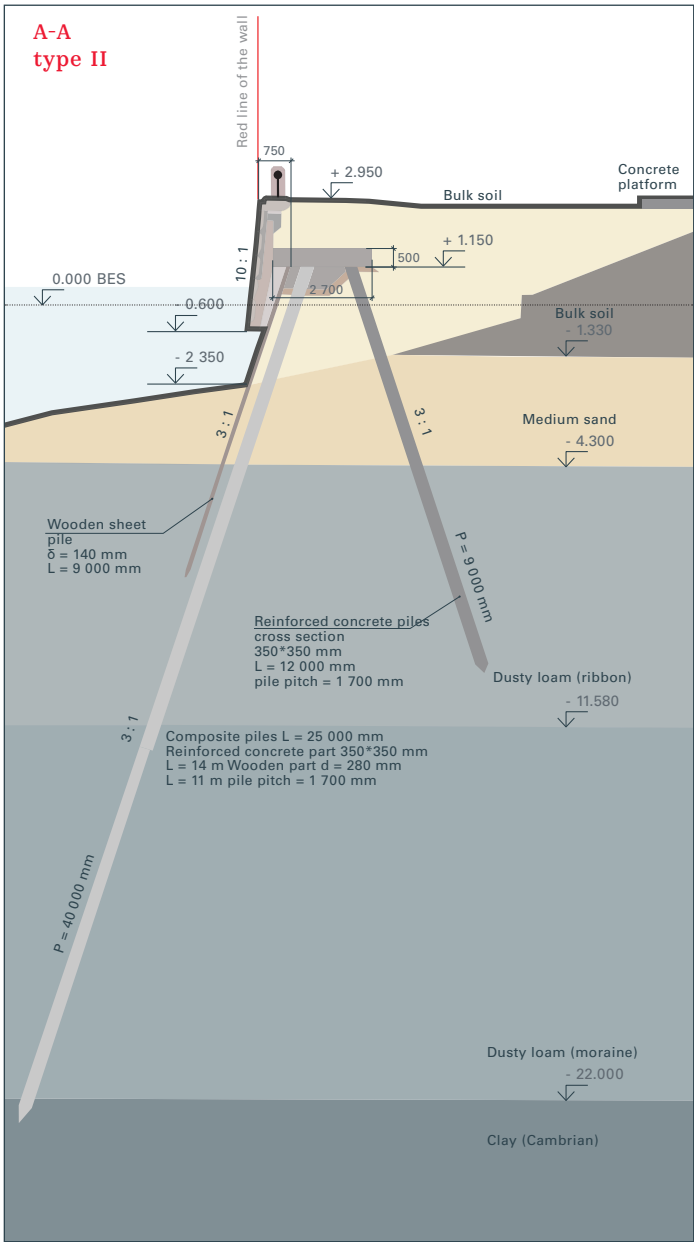 A-A
type II
Red line of the wall
750
+ 2.950
Concrete
platform
Bulk soil
+ 1.150
500
10 : 1
2 700
0.000 BES
- 0.600
Bulk soil
- 1.330
- 2 350
3 : 1
3 : 1
Medium sand
- 4.300
Wooden sheet
pile
δ = 140 mm
L = 9 000 mm
P = 9 000 mm
Reinforced concrete piles
cross section
350*350 mm
L = 12 000 mm
pile pitch = 1 700 mm
Dusty loam (ribbon)
- 11.580
3 : 1
Composite piles L = 25 000 mm
Reinforced concrete part 350*350 mm
L = 14 m Wooden part d = 280 mm
L = 11 m pile pitch = 1 700 mm
P = 40 000 mm
Dusty loam (moraine)
- 22.000
Clay (Cambrian)